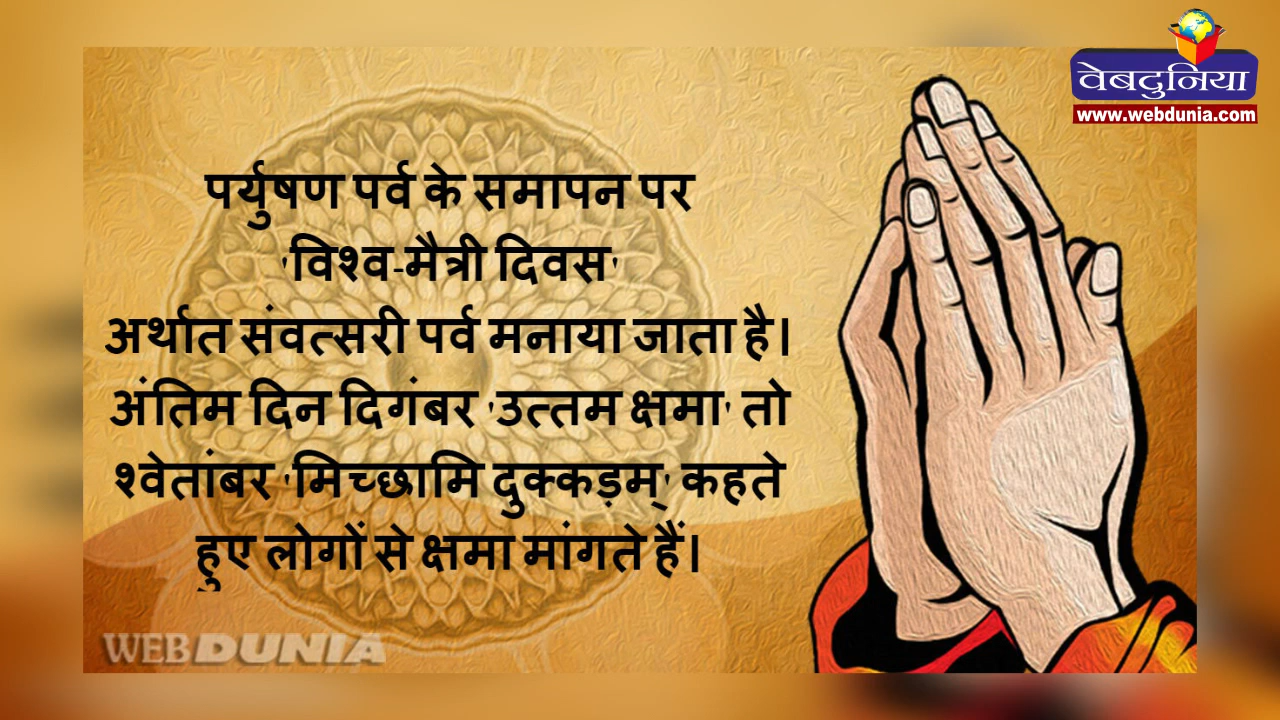 वेबदुनिया
www.webdunia.com
पर्युषण पर्व के समापन पर
'विश्व-मैत्री दिवस'
अर्थात संवत्सरी पर्व मनाया जाता है।
अंतिम दिन दिगंबर 'उत्तम क्षमा' तो
श्वेतांबर 'मिच्छामि दुक्कड़म्' कहते
हुए लोगों से क्षमा मांगते हैं।
WEBDUNIA